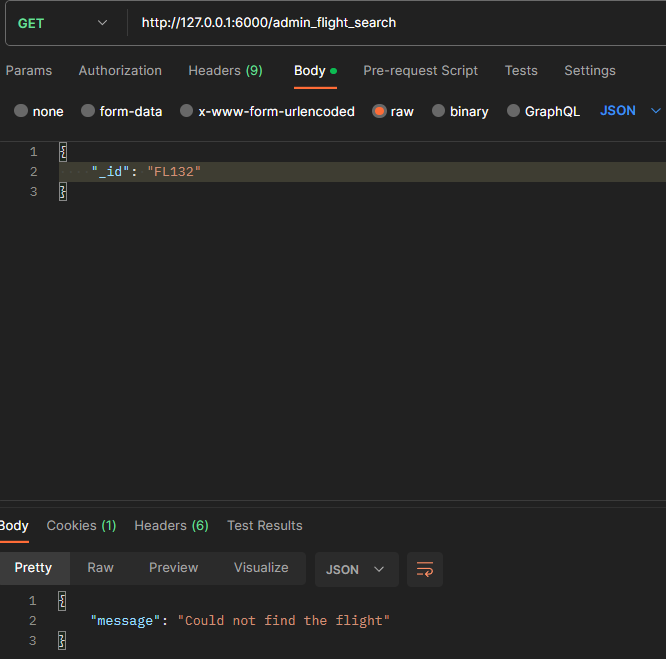 GET http://127.0.0.1:6000/admin_flight_search
Params Authorization Headers (9) Body Pre-request Script Tests Settings
none form-data x-www-form-urlencoded raw binary GraphQL JSON
1 {
2 "_id": "FL132"
3 }
Body Cookies (1) Headers (6) Test Results
Pretty Raw Preview Visualize JSON
1 {
2 "message": "Could not find the flight"
3 }